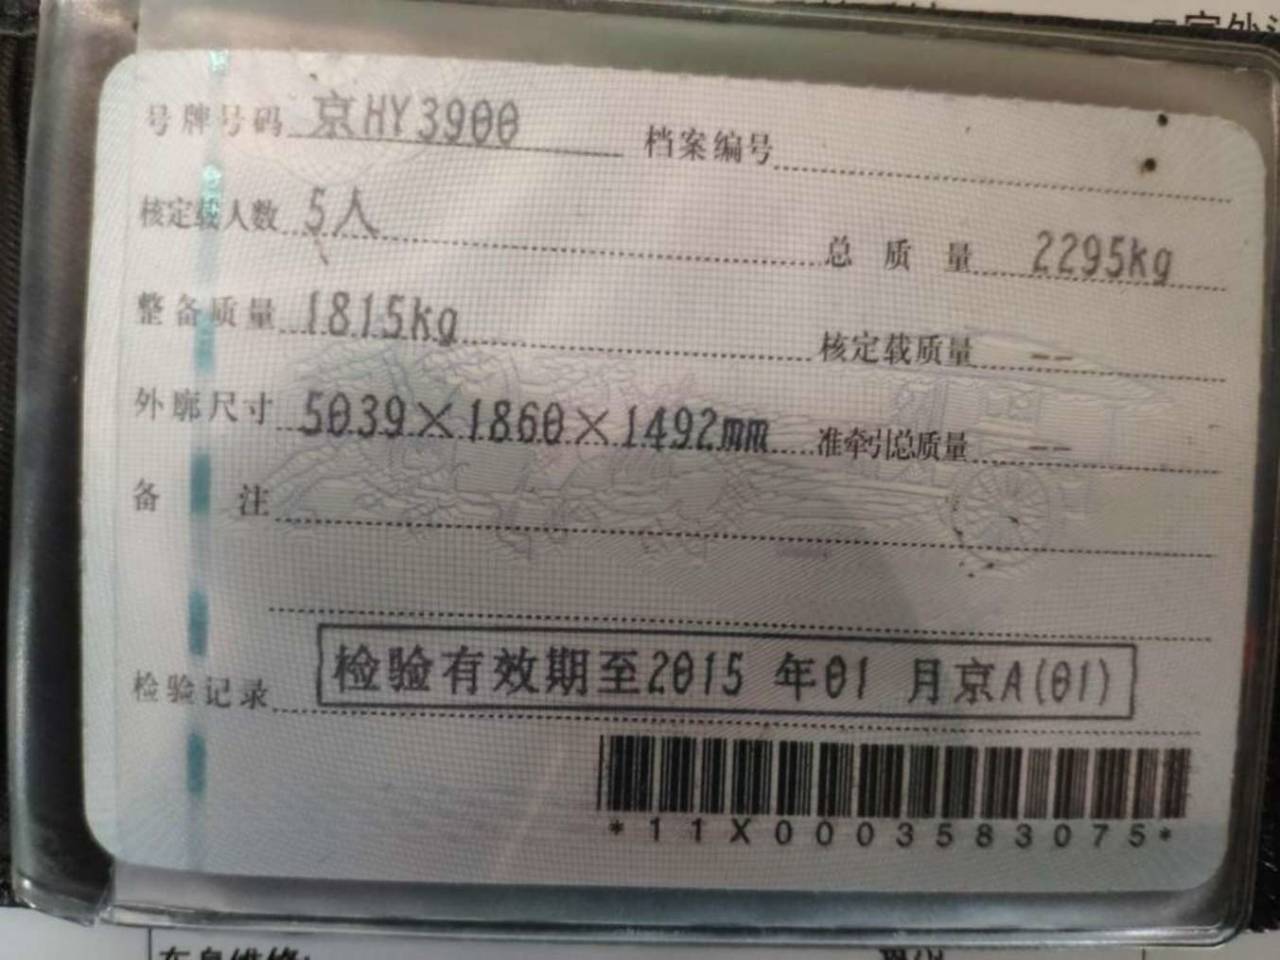 号牌号码 京HY3900 档案编号
核定载人数 5人 总质量 2295kg
整备质量 1815kg 核定载质量 --
外廓尺寸 5039×1860×1492mm 准牵引总质量 --
备注
检验记录 检验有效期至2015 年01 月京A(01)
*11X0003583075*